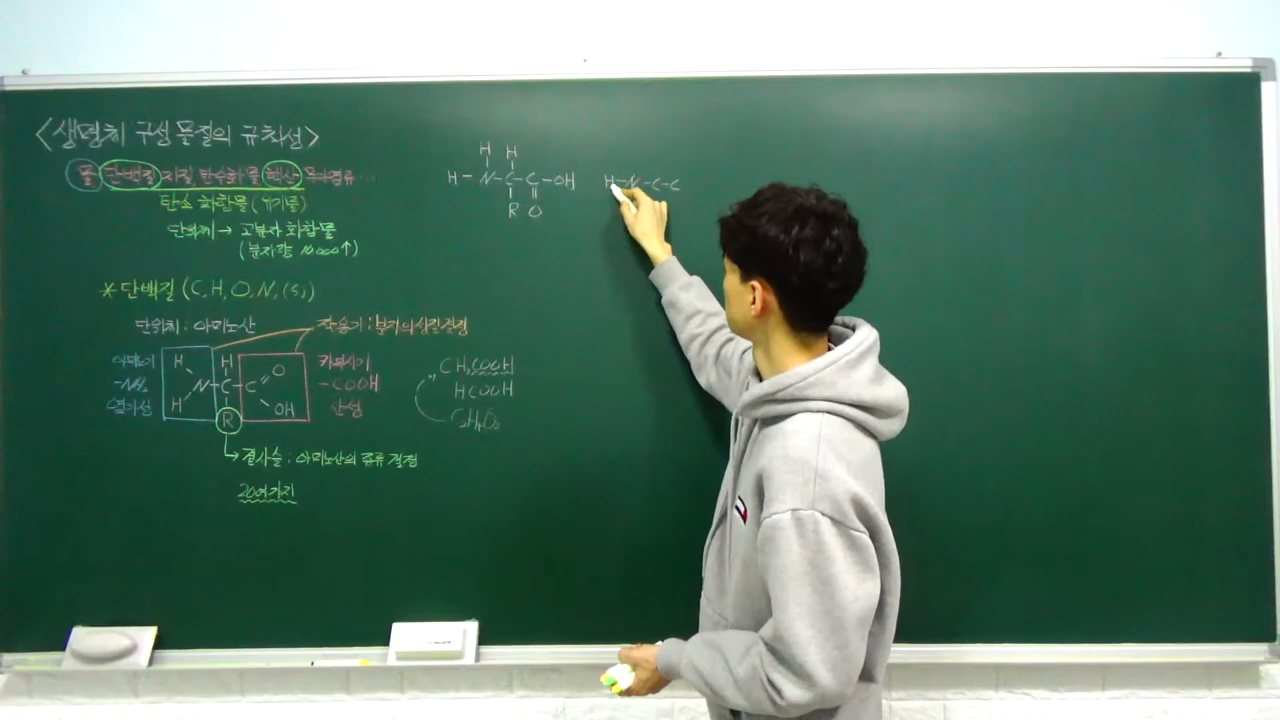 <생명체 구성 물질의 규칙성>
물, 단백질, 지질, 탄수화물, 핵산, 무기염류 ...
탄소 화합물 (유기물)
단위체 → 고분자 화합물
(분자량 10,000↑)
* 단백질 (C, H, O, N, (S))
단위체 : 아미노산
작용기 : 분자의 성질 결정
아미노기
-NH₂
염기성
H H
N-C-C
H
O
OH
R
카복시기
-COOH
산성
→ 곁사슬 : 아미노산의 종류 결정
20여가지
CH₃COOH
HCOOH
C₂H₄O₂
H H
H-N-C-C-OH
R O
H-N-C-C